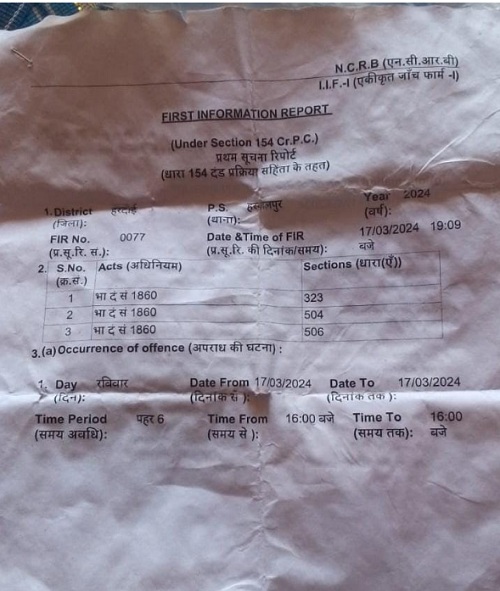 N.C.R.B (एन.सी.आर.बी)
I.I.F.-I (एकीकृत जाँच फार्म -I)
FIRST INFORMATION REPORT
(Under Section 154 Cr.P.C.)
प्रथम सूचना रिपोर्ट
(धारा 154 दंड प्रक्रिया संहिता के तहत)
1. District हरदोई P.S. Year 2024
(जिला): (थाना): (वर्ष):
FIR No. 0077 Date &Time of FIR 17/03/2024 19:09
(प्र.सू.रि. सं.): (प्र.सू.रि. की दिनांक/समय): बजे
2. S.No. Acts (अधिनियम) Sections (धारा(एँ))
(क्र.सं.)
1 भा दं सं 1860 323
2 भा दं सं 1860 504
3 भा दं सं 1860 506
3.(a) Occurrence of offence (अपराध की घटना) :
1. Day रविवार Date From 17/03/2024 Date To 17/03/2024
(दिन): (दिनांक से ): (दिनांक तक ):
Time Period पहर 6 Time From 16:00 बजे Time To 16:00
(समय अवधि): (समय से ): (समय तक): बजे